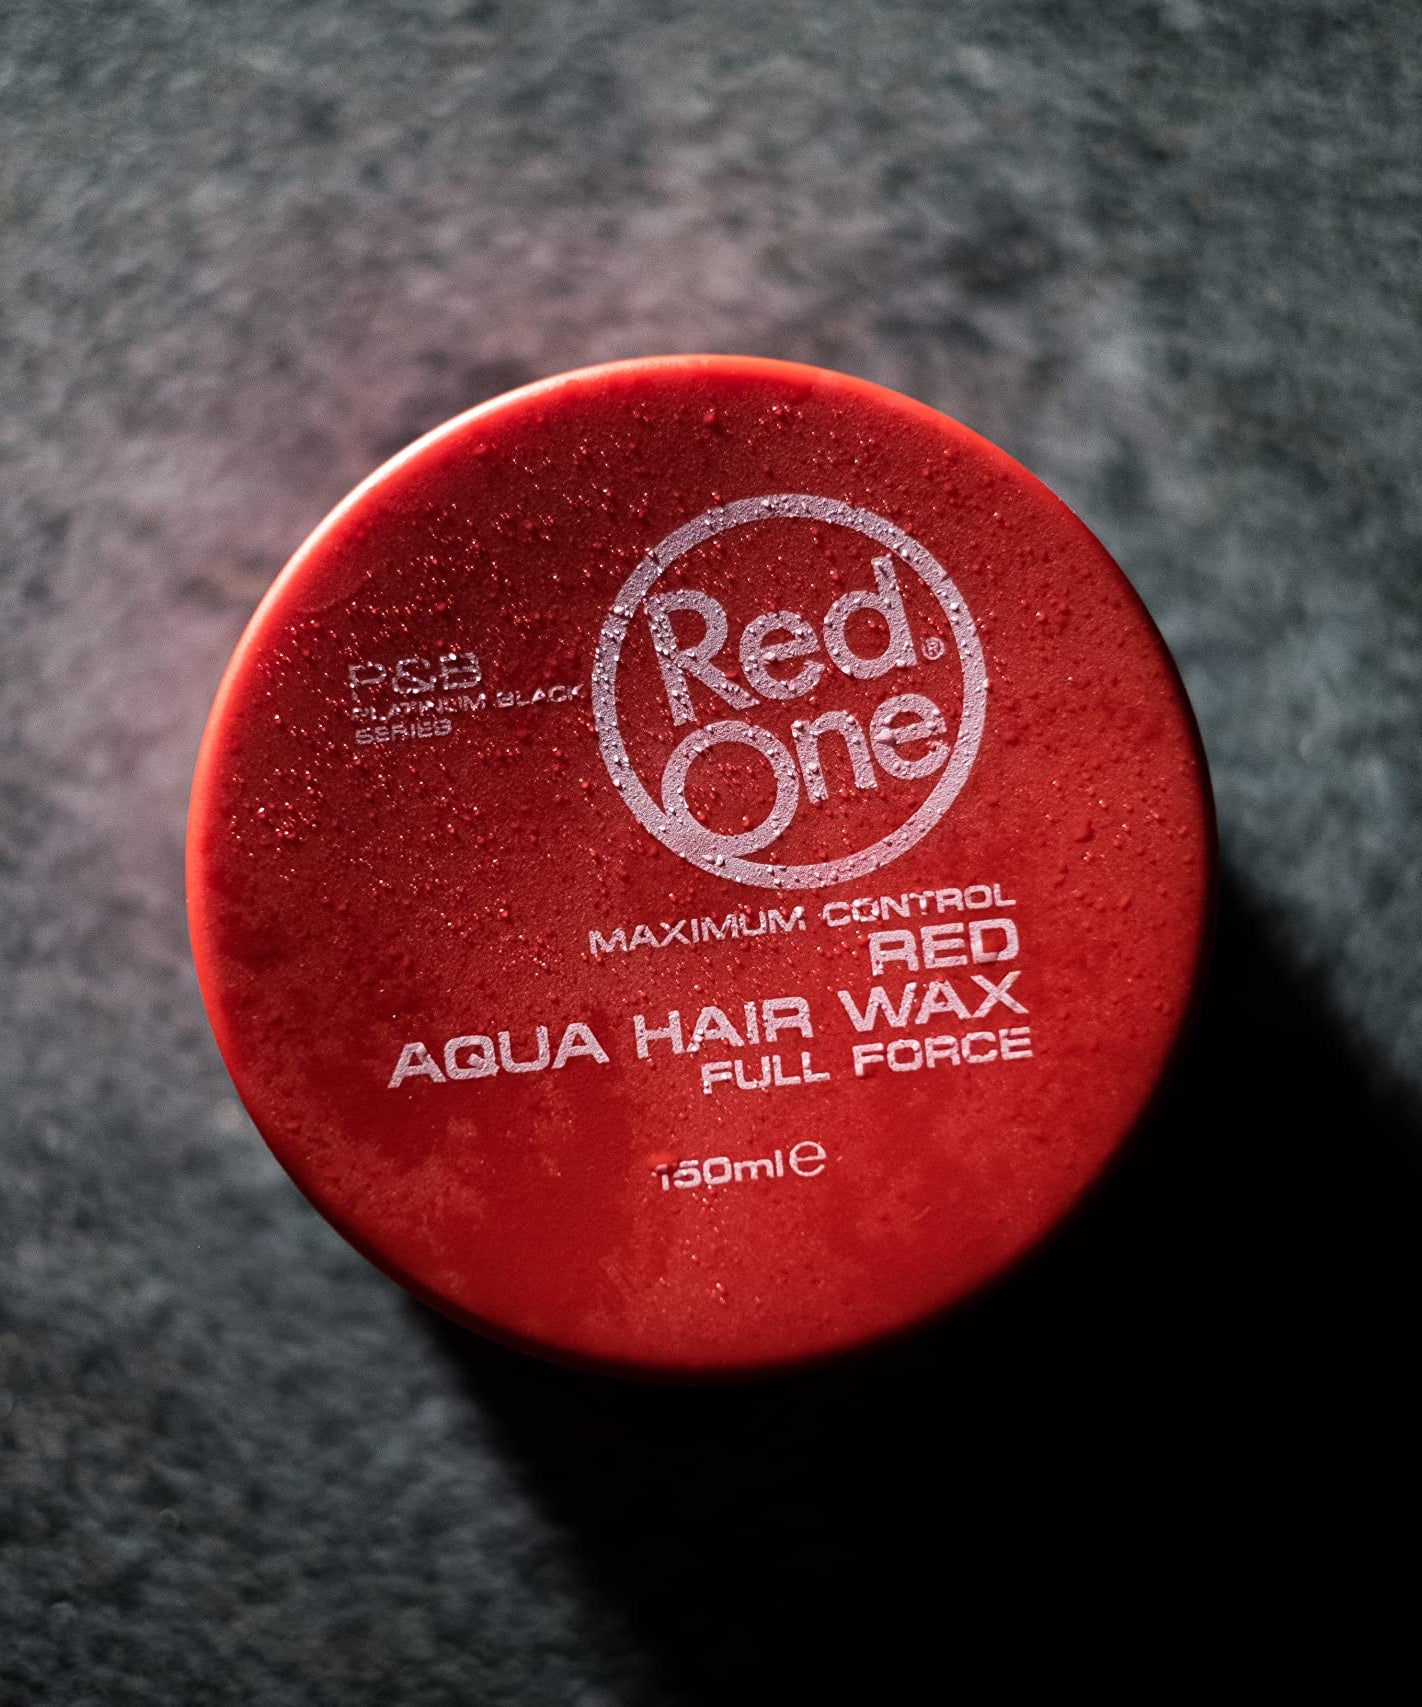 Red
One®
P&B
PLATINUM BLACK
SERIES
MAXIMUM CONTROL
RED
AQUA HAIR WAX
FULL FORCE
150ml e